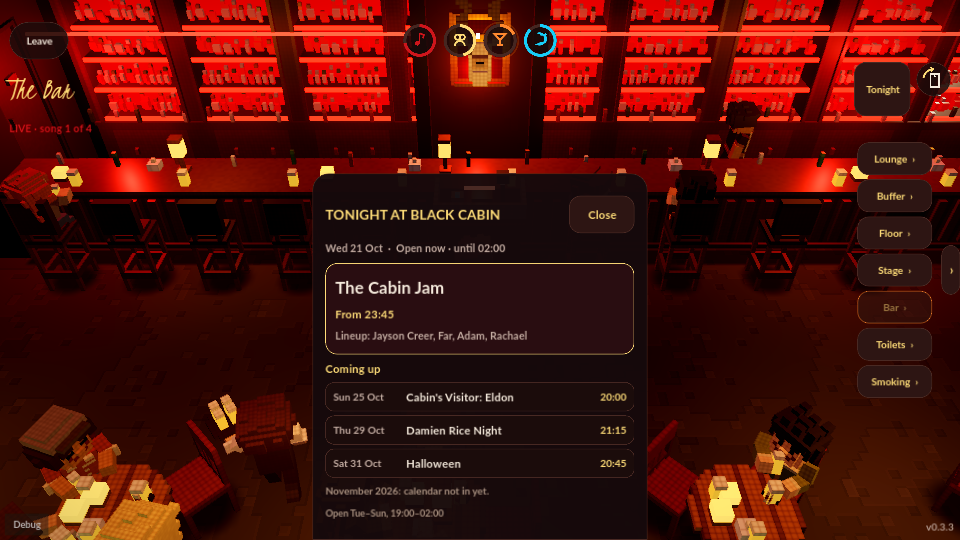 Leave
The Bar
LIVE · song 1 of 4
Tonight
Lounge ›
Buffer ›
Floor ›
Stage ›
Bar ›
Toilets ›
Smoking ›
›
TONIGHT AT BLACK CABIN
Close
Wed 21 Oct · Open now · until 02:00
The Cabin Jam
From 23:45
Lineup: Jayson Creer, Far, Adam, Rachael
Coming up
Sun 25 Oct Cabin's Visitor: Eldon 20:00
Thu 29 Oct Damien Rice Night 21:15
Sat 31 Oct Halloween 20:45
November 2026: calendar not in yet.
Open Tue–Sun, 19:00–02:00
Debug
v0.3.3